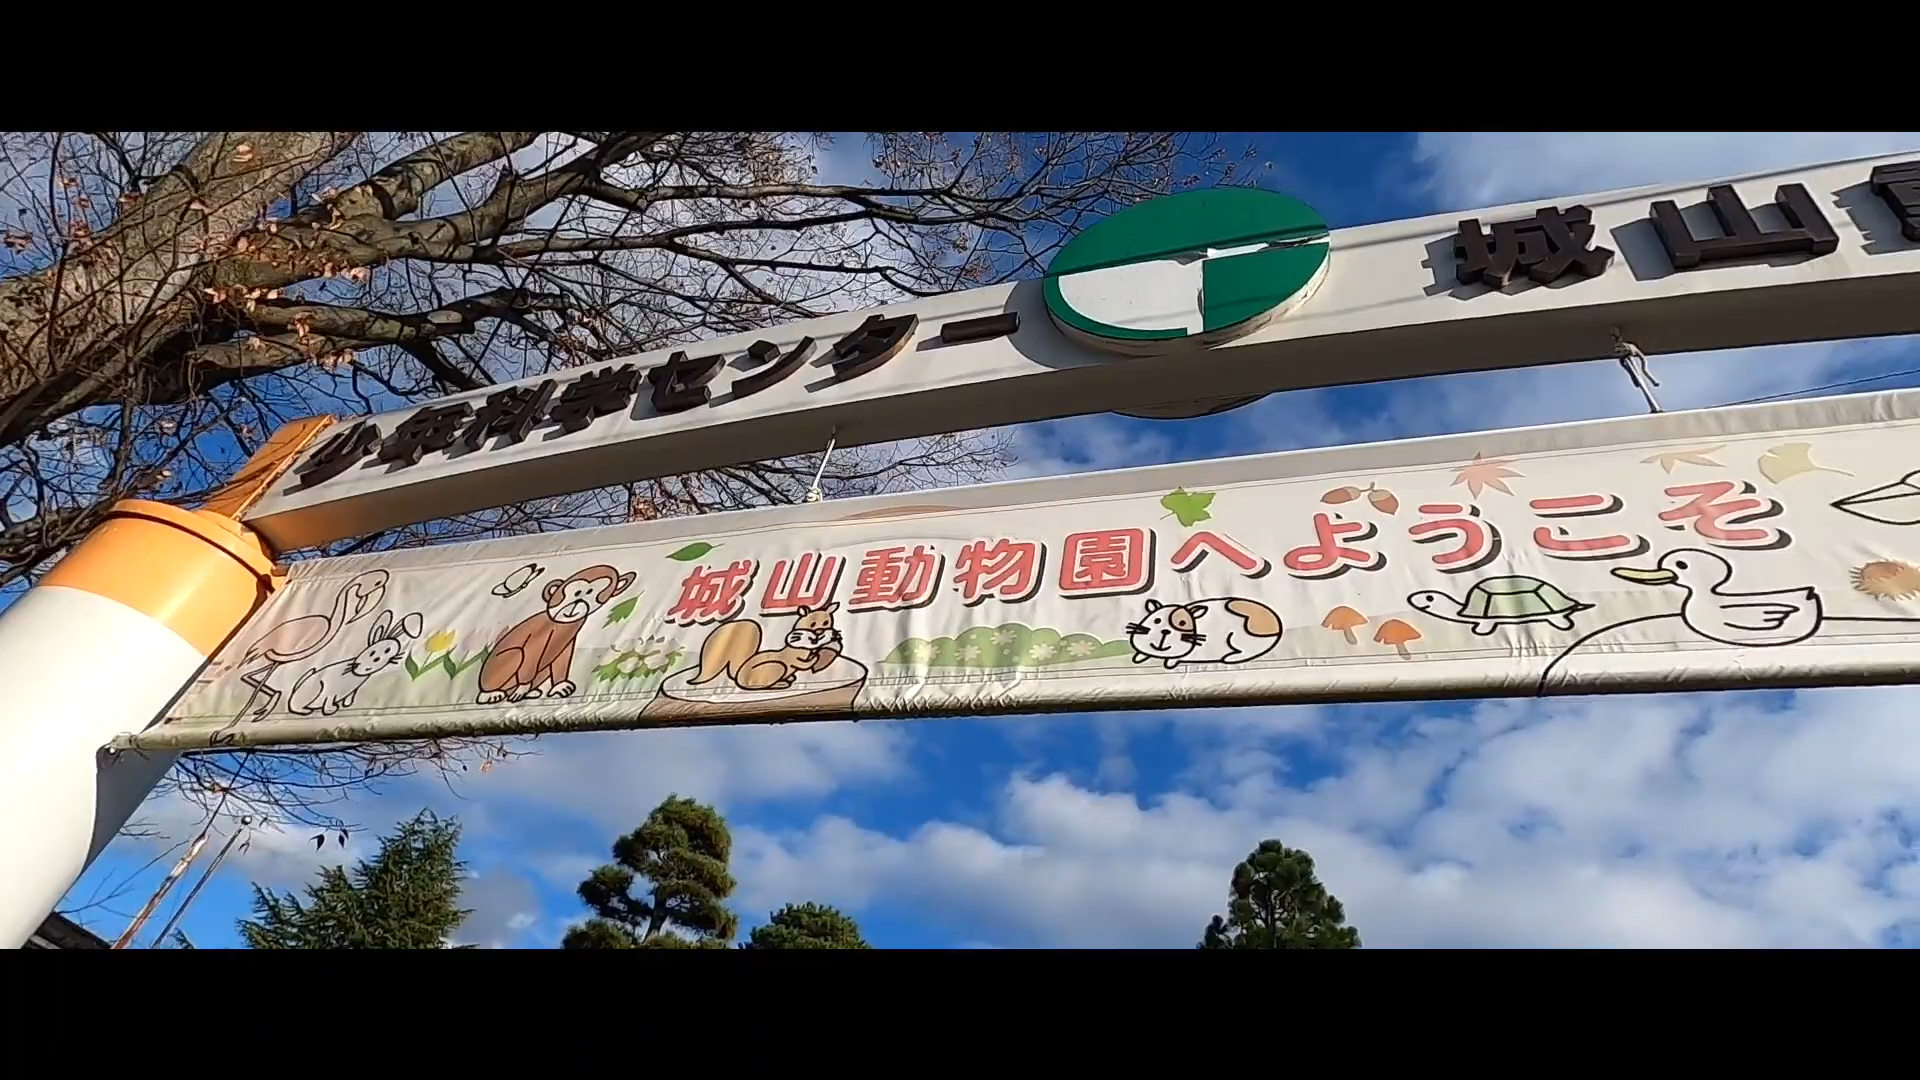 少年科学センター 城山
城山動物園へようこそ